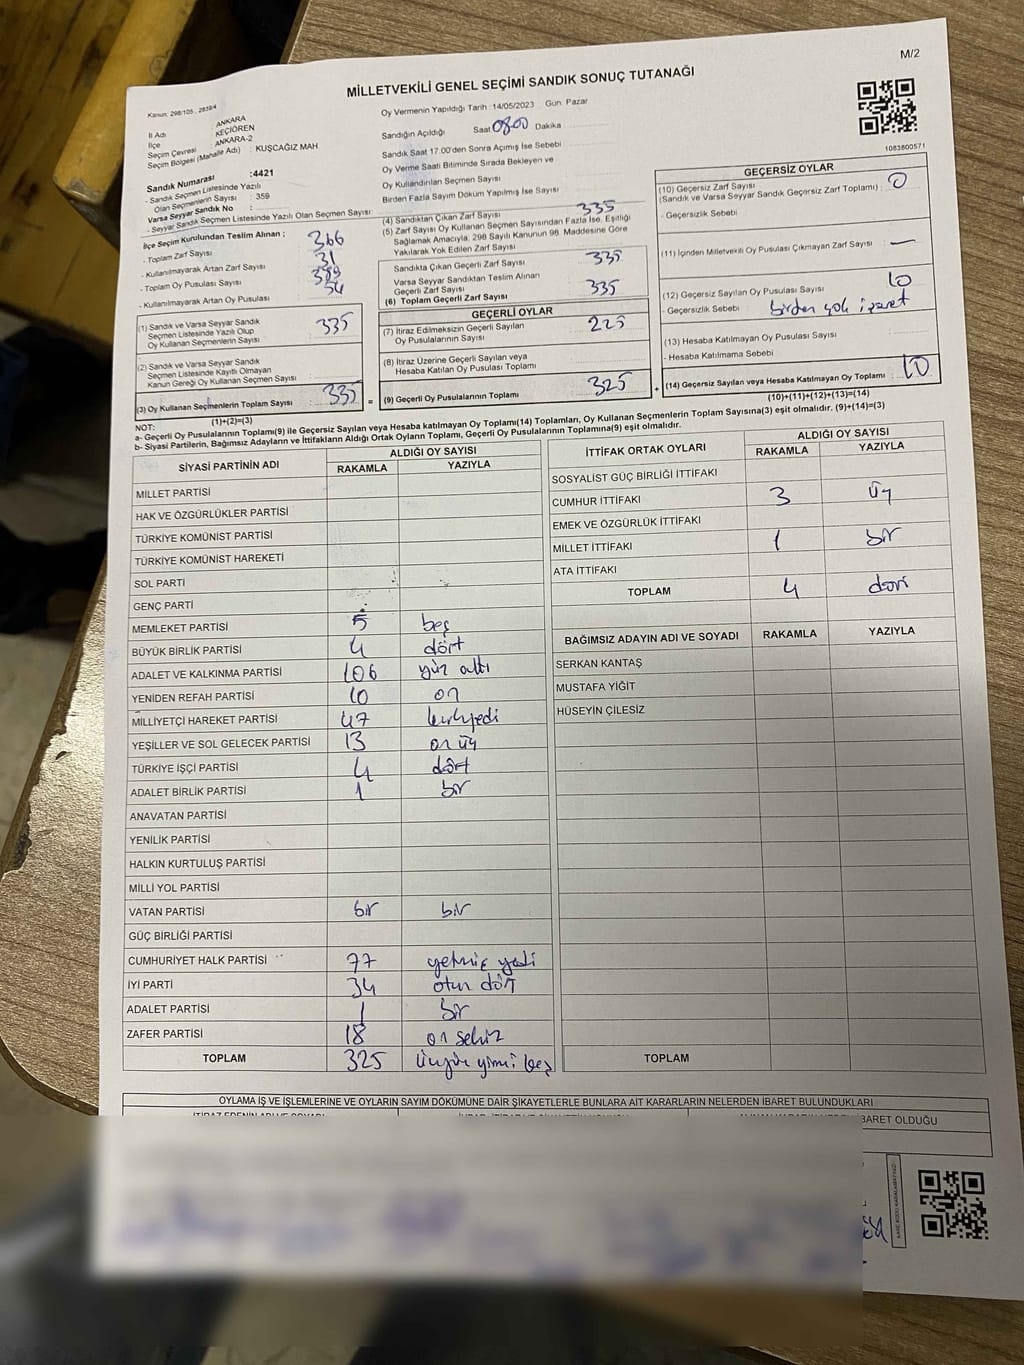 M/2
MİLLETVEKİLİ GENEL SEÇİMİ SANDIK SONUÇ TUTANAĞI
Kanun: 298/105
Oy Vermenin Yapıldığı Tarih : 14/05/2023 Gün: Pazar
İl Adı : ANKARA
İlçe : KEÇİÖREN
Seçim Çevresi : ANKARA-2
Seçim Bölgesi (Mahalle Adı) : KUŞCAĞIZ MAH
Sandık Numarası : 4421
- Sandık Seçmen Listesinde Yazılı
Olan Seçmenlerin Sayısı : 359
Varsa Seyyar Sandık No :
- Seyyar Sandık Seçmen Listesinde Yazılı Olan Seçmen Sayısı:
İlçe Seçim Kurulundan Teslim Alınan ;
- Toplam Zarf Sayısı : 366
- Kullanılmayarak Artan Zarf Sayısı : 31
- Toplam Oy Pusulası Sayısı : 389
- Kullanılmayarak Artan Oy Pusulası : 54
(1) Sandık ve Varsa Seyyar Sandık
Seçmen Listesinde Yazılı Olup
Oy Kullanan Seçmenlerin Sayısı : 335
(2) Sandık ve Varsa Seyyar Sandık
Seçmen Listesinde Kayıtlı Olmayan
Kanun Gereği Oy Kullanan Seçmen Sayısı :
(3) Oy Kullanan Seçmenlerin Toplam Sayısı : 335
(1)+(2)=(3)
Sandığın Açıldığı Saat 08.00 Dakika
Sandık Saat 17.00'den Sonra Açımış İse Sebebi
Oy Verme Saati Bitiminde Sırada Bekleyen ve
Oy Kullandırılan Seçmen Sayısı
Birden Fazla Sayım Döküm Yapılmış İse Sayısı
(4) Sandıktan Çıkan Zarf Sayısı : 335
(5) Zarf Sayısı Oy Kullanan Seçmen Sayısından Fazla İse, Eşitliği
Sağlamak Amacıyla, 298 Sayılı Kanunun 98. Maddesine Göre
Yakılarak Yok Edilen Zarf Sayısı
Sandıkta Çıkan Geçerli Zarf Sayısı : 335
Varsa Seyyar Sandıktan Teslim Alınan
Geçerli Zarf Sayısı
(6) Toplam Geçerli Zarf Sayısı : 335
GEÇERLİ OYLAR
(7) İtiraz Edilmeksizin Geçerli Sayılan
Oy Pusulalarının Sayısı : 225
(8) İtiraz Üzerine Geçerli Sayılan veya
Hesaba Katılan Oy Pusulası Toplamı
(9) Geçerli Oy Pusulalarının Toplamı : 325
1083800571
GEÇERSİZ OYLAR
(10) Geçersiz Zarf Sayısı
(Sandık ve Varsa Seyyar Sandık Geçersiz Zarf Toplamı) : 0
- Geçersizlik Sebebi
(11) İçinden Milletvekili Oy Pusulası Çıkmayan Zarf Sayısı : —
(12) Geçersiz Sayılan Oy Pusulası Sayısı : 10
- Geçersizlik Sebebi : birden çok işaret
(13) Hesaba Katılmayan Oy Pusulası Sayısı
- Hesaba Katılmama Sebebi
(14) Geçersiz Sayılan veya Hesaba Katılmayan Oy Toplamı : 10
(10)+(11)+(12)+(13)=(14)
NOT:
a- Geçerli Oy Pusulalarının Toplamı(9) ile Geçersiz Sayılan veya Hesaba katılmayan Oy Toplamı(14) Toplamları, Oy Kullanan Seçmenlerin Toplam Sayısına(3) eşit olmalıdır. (9)+(14)=(3)
b- Siyasi Partilerin, Bağımsız Adayların ve İttifakların Aldığı Ortak Oyların Toplamı, Geçerli Oy Pusulalarının Toplamına(9) eşit olmalıdır.
SİYASİ PARTİNİN ADI ALDIĞI OY SAYISI
RAKAMLA YAZIYLA
MİLLET PARTİSİ
HAK VE ÖZGÜRLÜKLER PARTİSİ
TÜRKİYE KOMÜNİST PARTİSİ
TÜRKİYE KOMÜNİST HAREKETİ
SOL PARTİ
GENÇ PARTİ
MEMLEKET PARTİSİ 5 beş
BÜYÜK BİRLİK PARTİSİ 4 dört
ADALET VE KALKINMA PARTİSİ 106 yüz altı
YENİDEN REFAH PARTİSİ 10 on
MİLLİYETÇİ HAREKET PARTİSİ 47 kırkyedi
YEŞİLLER VE SOL GELECEK PARTİSİ 13 on üç
TÜRKİYE İŞÇİ PARTİSİ 4 dört
ADALET BİRLİK PARTİSİ 1 bir
ANAVATAN PARTİSİ
YENİLİK PARTİSİ
HALKIN KURTULUŞ PARTİSİ
MİLLİ YOL PARTİSİ
VATAN PARTİSİ bir bir
GÜÇ BİRLİĞİ PARTİSİ
CUMHURİYET HALK PARTİSİ 77 yetmiş yedi
İYİ PARTİ 34 otuz dört
ADALET PARTİSİ 1 bir
ZAFER PARTİSİ 18 on sekiz
TOPLAM 325 üçyüz yirmi beş
İTTİFAK ORTAK OYLARI ALDIĞI OY SAYISI
RAKAMLA YAZIYLA
SOSYALİST GÜÇ BİRLİĞİ İTTİFAKI
CUMHUR İTTİFAKI 3 üç
EMEK VE ÖZGÜRLÜK İTTİFAKI
MİLLET İTTİFAKI 1 bir
ATA İTTİFAKI
TOPLAM 4 dört
BAĞIMSIZ ADAYIN ADI VE SOYADI RAKAMLA YAZIYLA
SERKAN KANTAŞ
MUSTAFA YİĞİT
HÜSEYİN ÇİLESİZ
TOPLAM
OYLAMA İŞ VE İŞLEMLERİNE VE OYLARIN SAYIM DÖKÜMÜNE DAİR ŞİKAYETLERLE BUNLARA AİT KARARLARIN NELERDEN İBARET BULUNDUKLARI
İBARET OLDUĞU